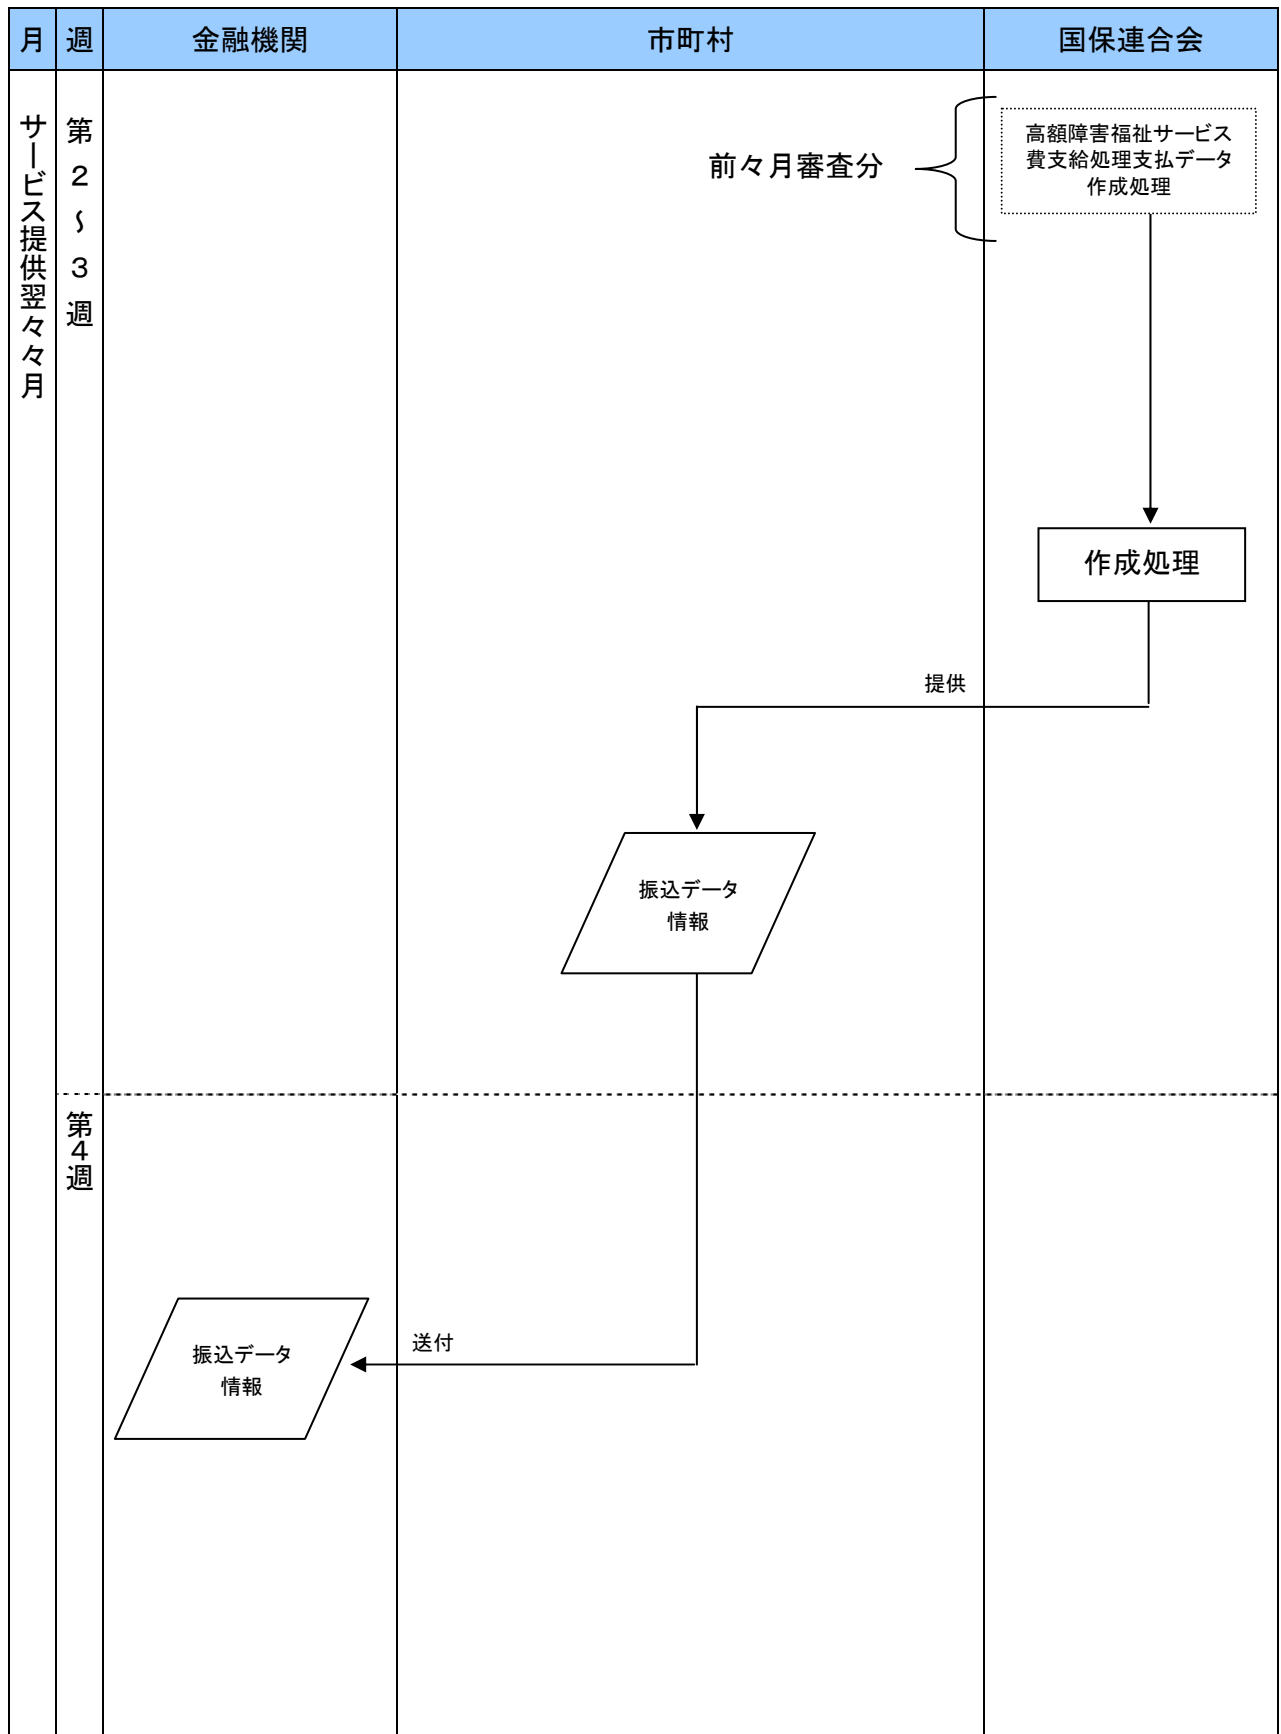 月 週 金融機関 市町村 国保連合会
サービス提供翌々々月
第２～３週
前々月審査分
高額障害福祉サービス
費支給処理支払データ
作成処理
作成処理
提供
振込データ
情報
第４週
送付
振込データ
情報